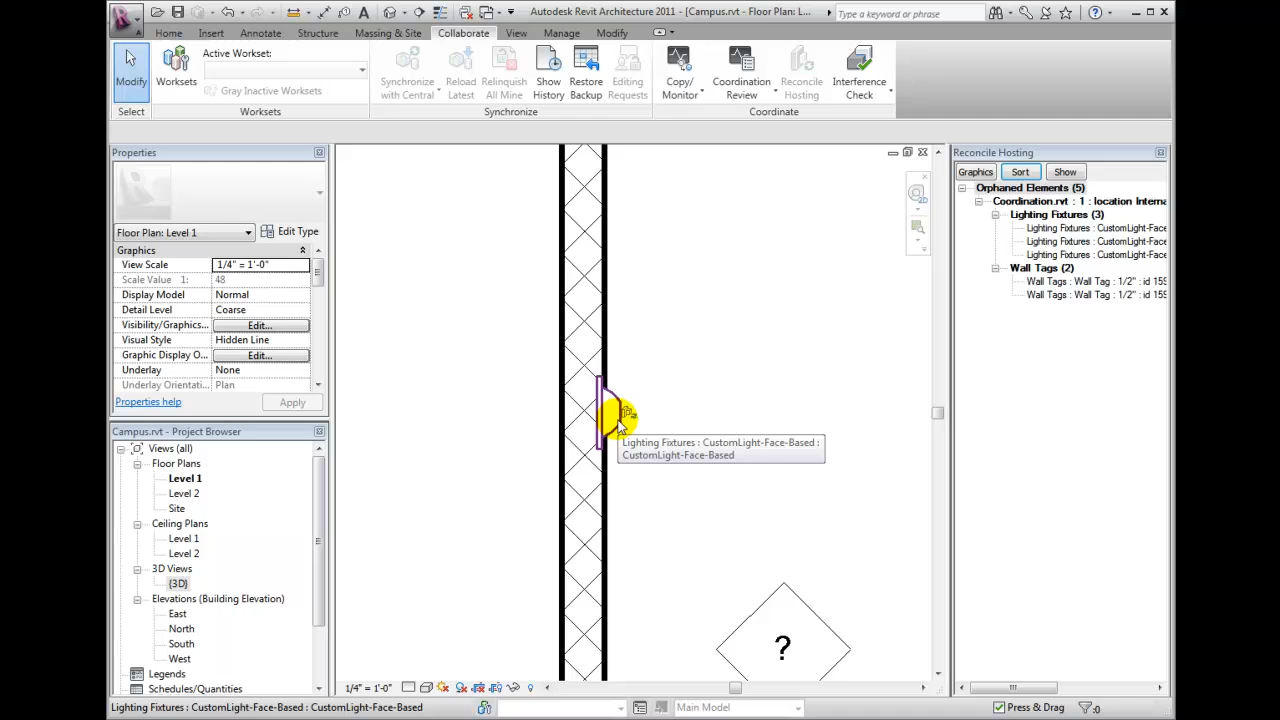 Autodesk Revit Architecture 2011 - [Campus.rvt - Floor Plan: L...
Type a keyword or phrase
Home Insert Annotate Structure Massing & Site Collaborate View Manage Modify
Modify
Select
Worksets
Active Workset:
Gray Inactive Worksets
Worksets
Synchronize
with Central
Reload
Latest
Relinquish
All Mine
Show
History
Restore
Backup
Editing
Requests
Synchronize
Copy/
Monitor
Coordination
Review
Reconcile
Hosting
Interference
Check
Coordinate
Properties
Floor Plan: Level 1
Edit Type
Graphics
View Scale 1/4" = 1'-0"
Scale Value 1: 48
Display Model Normal
Detail Level Coarse
Visibility/Graphics... Edit...
Visual Style Hidden Line
Graphic Display O... Edit...
Underlay None
Underlay Orientati... Plan
Properties help
Apply
Campus.rvt - Project Browser
Views (all)
Floor Plans
Level 1
Level 2
Site
Ceiling Plans
Level 1
Level 2
3D Views
{3D}
Elevations (Building Elevation)
East
North
South
West
Legends
Schedules/Quantities
2D
Lighting Fixtures : CustomLight-Face-Based :
CustomLight-Face-Based
?
Reconcile Hosting
Graphics Sort Show
Orphaned Elements (5)
Coordination.rvt : 1 : location Interna
Lighting Fixtures (3)
Lighting Fixtures : CustomLight-Face
Lighting Fixtures : CustomLight-Face
Lighting Fixtures : CustomLight-Face
Wall Tags (2)
Wall Tags : Wall Tag : 1/2" : id 159
Wall Tags : Wall Tag : 1/2" : id 159
1/4" = 1'-0"
Lighting Fixtures : CustomLight-Face-Based : CustomLight-Face-Based
Main Model
Press & Drag
:0